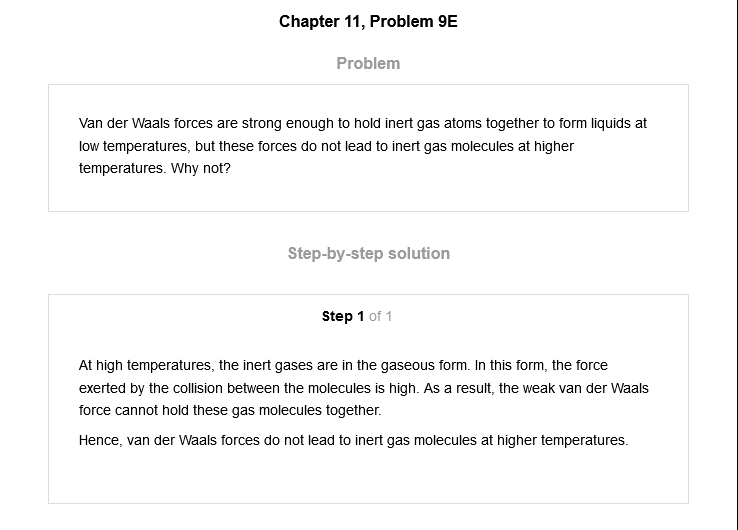 Chapter 11, Problem 9E
Problem
Van der Waals forces are strong enough to hold inert gas atoms together to form liquids at
low temperatures, but these forces do not lead to inert gas molecules at higher
temperatures. Why not?
Step-by-step solution
Step 1 of 1
At high temperatures, the inert gases are in the gaseous form. In this form, the force
exerted by the collision between the molecules is high. As a result, the weak van der Waals
force cannot hold these gas molecules together.
Hence, van der Waals forces do not lead to inert gas molecules at higher temperatures.